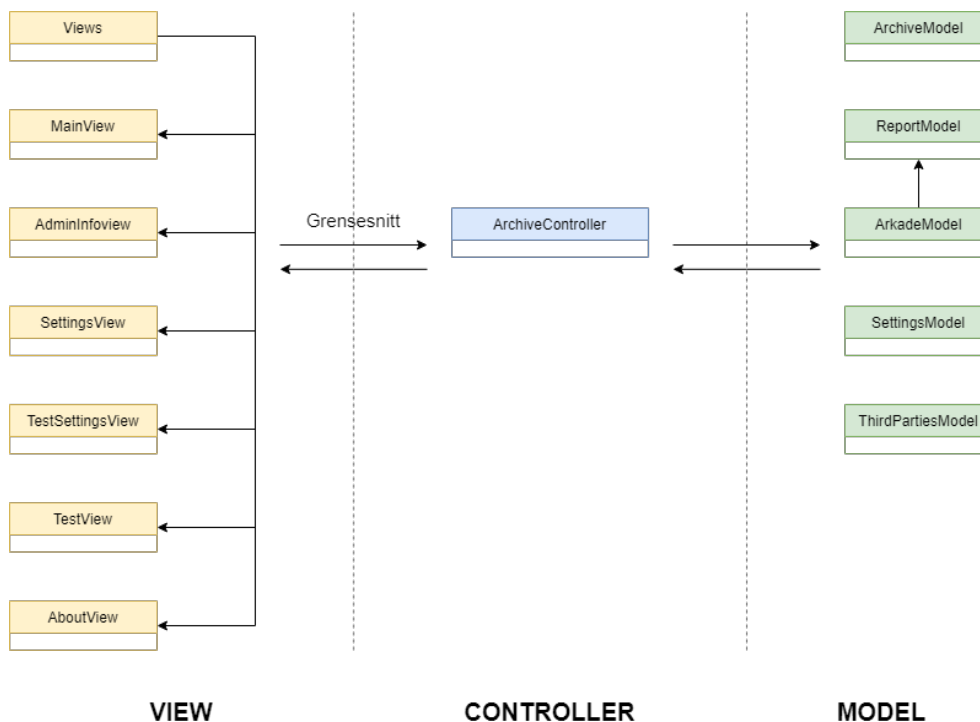 Views
MainView
AdminInfoview
SettingsView
TestSettingsView
TestView
AboutView
Grensesnitt
ArchiveController
ArchiveModel
ReportModel
ArkadeModel
SettingsModel
ThirdPartiesModel
VIEW
CONTROLLER
MODEL